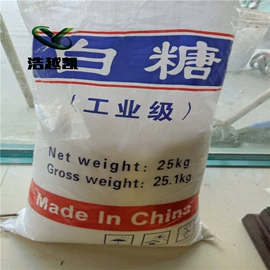 浩越凯
白糖
(工业级)
Net weight: 25kg
Gross weight: 25.1kg
Made In China